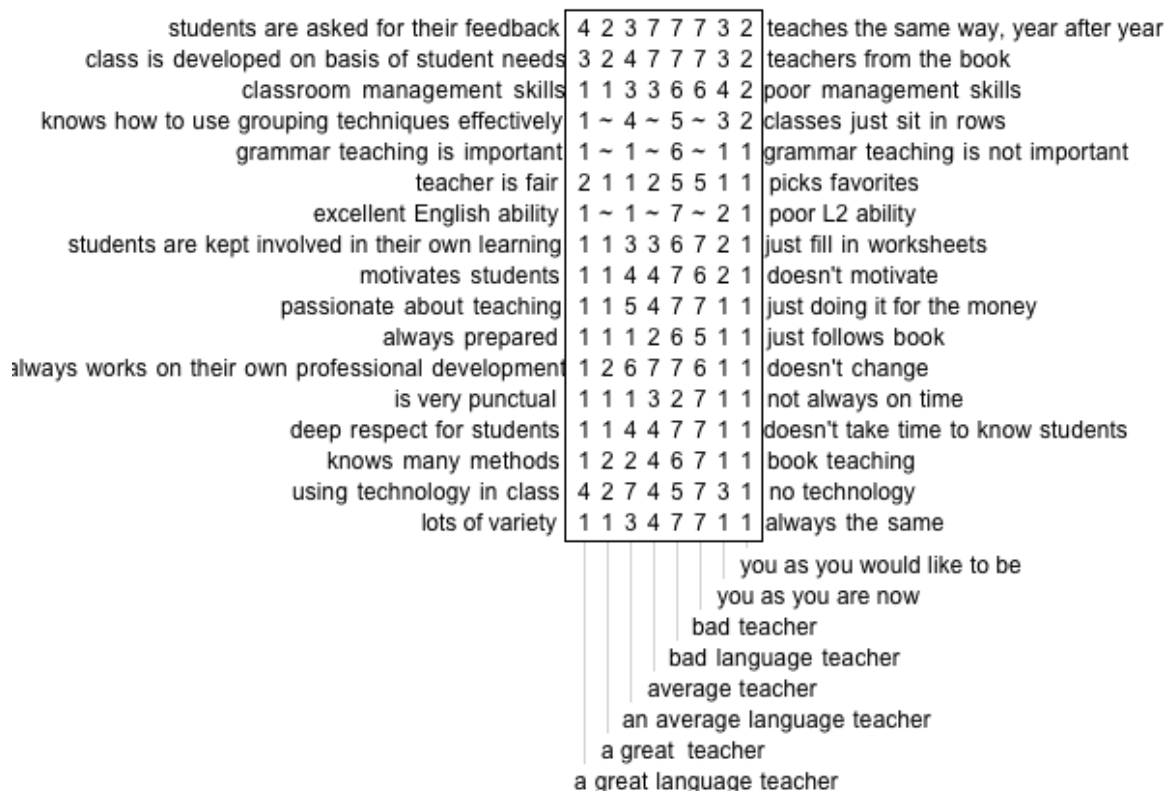 students are asked for their feedback 4 2 3 7 7 7 3 2 teaches the same way, year after year
class is developed on basis of student needs 3 2 4 7 7 7 3 2 teachers from the book
classroom management skills 1 1 3 3 6 6 4 2 poor management skills
knows how to use grouping techniques effectively 1 ~ 4 ~ 5 ~ 3 2 classes just sit in rows
grammar teaching is important 1 ~ 1 ~ 6 ~ 1 1 grammar teaching is not important
teacher is fair 2 1 1 2 5 5 1 1 picks favorites
excellent English ability 1 ~ 1 ~ 7 ~ 2 1 poor L2 ability
students are kept involved in their own learning 1 1 3 3 6 7 2 1 just fill in worksheets
motivates students 1 1 4 4 7 6 2 1 doesn't motivate
passionate about teaching 1 1 5 4 7 7 1 1 just doing it for the money
always prepared 1 1 1 2 6 5 1 1 just follows book
always works on their own professional development 1 2 6 7 7 6 1 1 doesn't change
is very punctual 1 1 1 3 2 7 1 1 not always on time
deep respect for students 1 1 4 4 7 7 1 1 doesn't take time to know students
knows many methods 1 2 2 4 6 7 1 1 book teaching
using technology in class 4 2 7 4 5 7 3 1 no technology
lots of variety 1 1 3 4 7 7 1 1 always the same
you as you would like to be
you as you are now
bad teacher
bad language teacher
average teacher
an average language teacher
a great teacher
a great language teacher